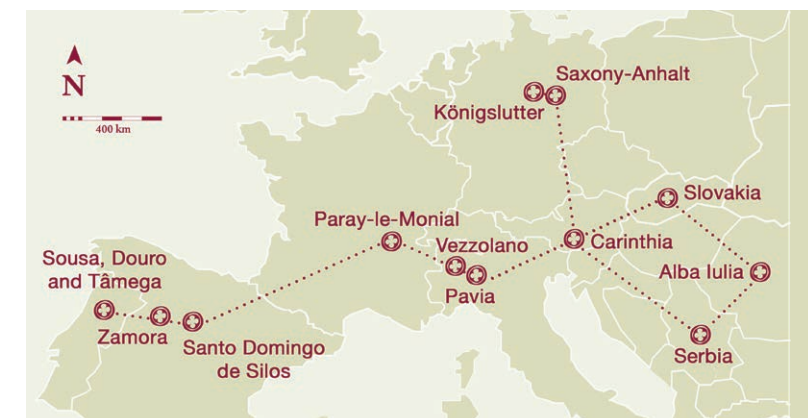 N
400 km
Saxony-Anhalt
Königslutter
Slovakia
Paray-le-Monial
Vezzolano
Carinthia
Sousa, Douro
and Tâmega
Alba Iulia
Pavia
Zamora
Santo Domingo
de Silos
Serbia